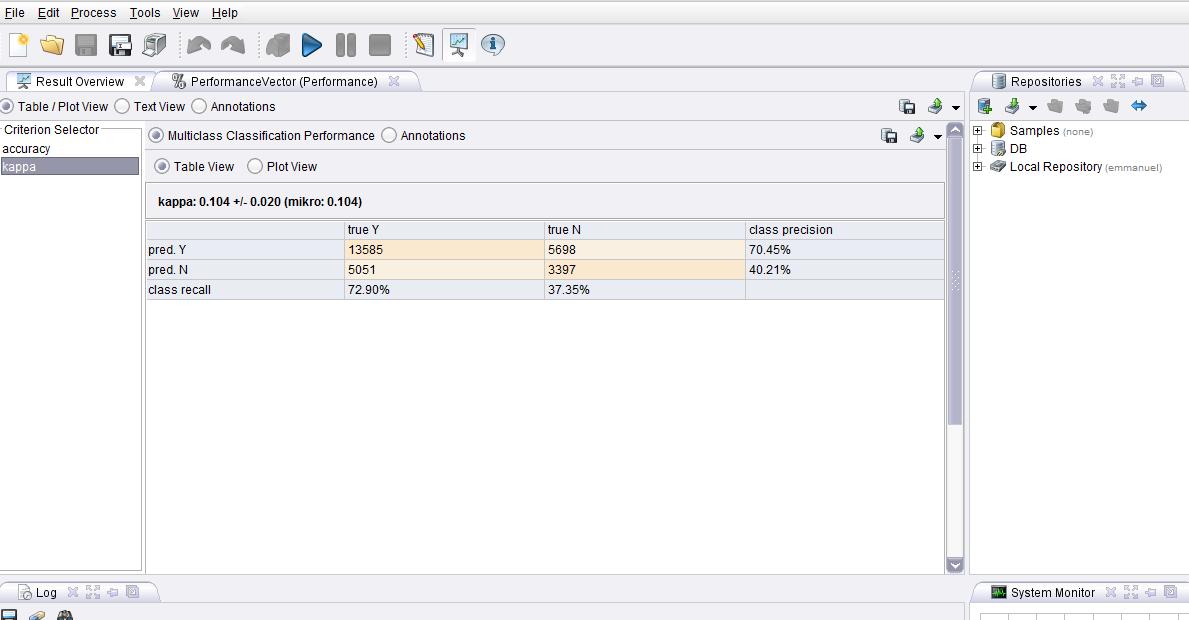 File Edit Process Tools View Help
Result Overview PerformanceVector (Performance) Repositories
Table / Plot View Text View Annotations
Criterion Selector
accuracy
kappa
Multiclass Classification Performance Annotations
Table View Plot View
kappa: 0.104 +/- 0.020 (mikro: 0.104)
true Y true N class precision
pred. Y 13585 5698 70.45%
pred. N 5051 3397 40.21%
class recall 72.90% 37.35%
Samples (none)
DB
Local Repository (emmanuel)
Log System Monitor